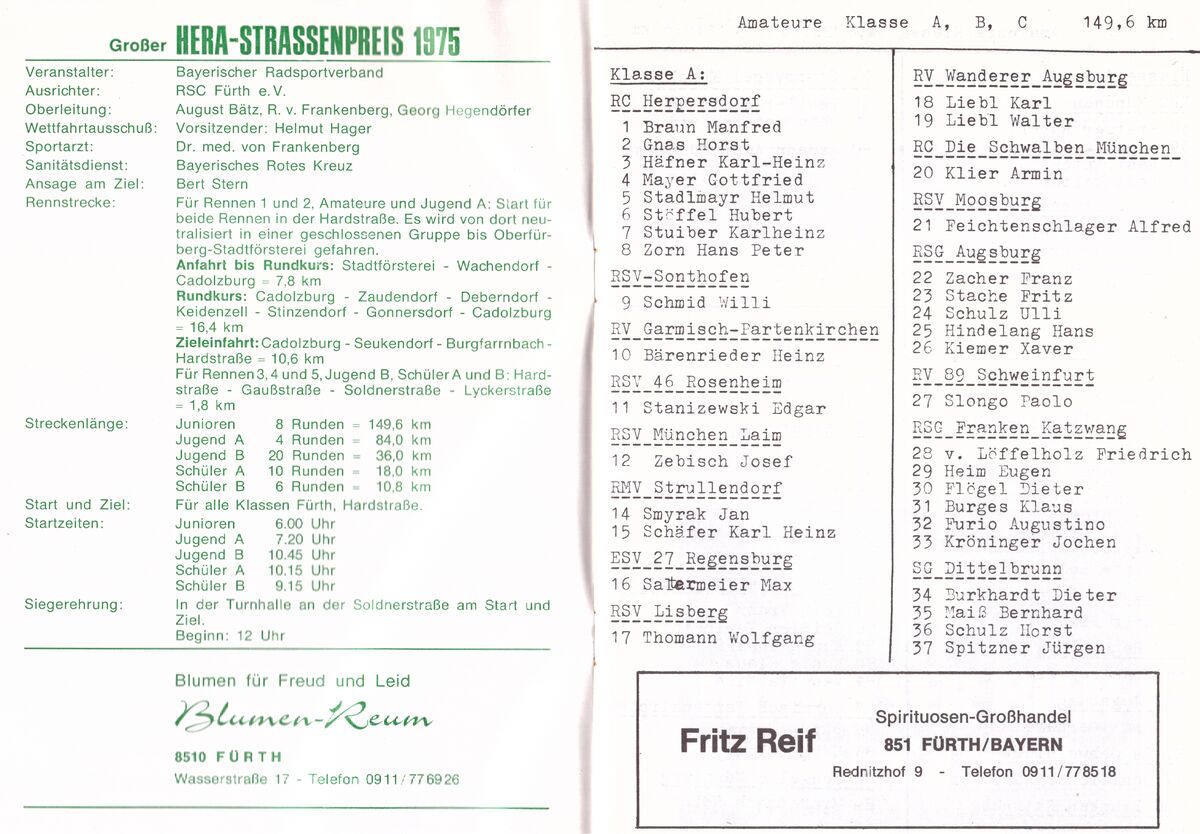 Großer HERA-STRASSENPREIS 1975
Veranstalter: Bayerischer Radsportverband
Ausrichter: RSC Fürth e.V.
Oberleitung: August Bätz, R. v. Frankenberg, Georg Hegendörfer
Wettfahrtausschuß: Vorsitzender: Helmut Hager
Sportarzt: Dr. med. von Frankenberg
Sanitätsdienst: Bayerisches Rotes Kreuz
Ansage am Ziel: Bert Stern
Rennstrecke: Für Rennen 1 und 2, Amateure und Jugend A: Start für
beide Rennen in der Hardstraße. Es wird von dort neu-
tralisiert in einer geschlossenen Gruppe bis Oberfür-
berg-Stadtförsterei gefahren.
Anfahrt bis Rundkurs: Stadtförsterei - Wachendorf -
Cadolzburg = 7,8 km
Rundkurs: Cadolzburg - Zaudendorf - Deberndorf -
Keidenzell - Stinzendorf - Gonnersdorf - Cadolzburg
= 16,4 km
Zieleinfahrt: Cadolzburg - Seukendorf - Burgfarrnbach-
Hardstraße = 10,6 km
Für Rennen 3, 4 und 5, Jugend B, Schüler A und B: Hard-
straße - Gaußstraße - Soldnerstraße - Lyckerstraße
= 1,8 km
Streckenlänge: Junioren 8 Runden = 149,6 km
Jugend A 4 Runden = 84,0 km
Jugend B 20 Runden = 36,0 km
Schüler A 10 Runden = 18,0 km
Schüler B 6 Runden = 10,8 km
Start und Ziel: Für alle Klassen Fürth, Hardstraße.
Startzeiten: Junioren 6.00 Uhr
Jugend A 7.20 Uhr
Jugend B 10.45 Uhr
Schüler A 10.15 Uhr
Schüler B 9.15 Uhr
Siegerehrung: In der Turnhalle an der Soldnerstraße am Start und
Ziel.
Beginn: 12 Uhr
Blumen für Freud und Leid
Blumen-Reum
8510 FÜRTH
Wasserstraße 17 - Telefon 0911/776926
Amateure Klasse A, B, C 149,6 km
Klasse A:
RC Herpersdorf
1 Braun Manfred
2 Gnas Horst
3 Häfner Karl-Heinz
4 Mayer Gottfried
5 Stadlmayr Helmut
6 Stöffel Hubert
7 Stuiber Karlheinz
8 Zorn Hans Peter
RSV-Sonthofen
9 Schmid Willi
RV Garmisch-Partenkirchen
10 Bärenrieder Heinz
RSV 46 Rosenheim
11 Stanizewski Edgar
RSV München Laim
12 Zebisch Josef
RMV Strullendorf
14 Smyrak Jan
15 Schäfer Karl Heinz
ESV 27 Regensburg
16 Satermeier Max
RSV Lisberg
17 Thomann Wolfgang
RV Wanderer Augsburg
18 Liebl Karl
19 Liebl Walter
RC Die Schwalben München
20 Klier Armin
RSV Moosburg
21 Feichtenschlager Alfred
RSG Augsburg
22 Zacher Franz
23 Stache Fritz
24 Schulz Ulli
25 Hindelang Hans
26 Kiemer Xaver
RV 89 Schweinfurt
27 Slongo Paolo
RSG Franken Katzwang
28 v. Löffelholz Friedrich
29 Heim Eugen
30 Flögel Dieter
31 Burges Klaus
32 Furio Augustino
33 Kröninger Jochen
SG Dittelbrunn
34 Burkhardt Dieter
35 Maiß Bernhard
36 Schulz Horst
37 Spitzner Jürgen
Fritz Reif
Spirituosen-Großhandel
851 FÜRTH/BAYERN
Rednitzhof 9 - Telefon 0911/778518